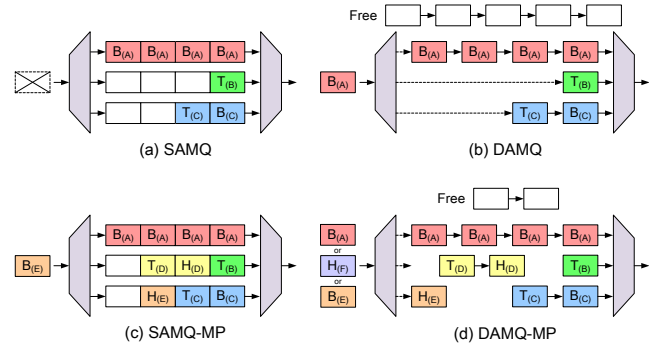 B(A) B(A) B(A) B(A)
T(B)
T(C) B(C)
(a) SAMQ
Free
B(A) B(A) B(A) B(A)
B(A) T(B)
T(C) B(C)
(b) DAMQ
B(A) B(A) B(A) B(A)
B(E) T(D) H(D) T(B)
H(E) T(C) B(C)
(c) SAMQ-MP
Free
B(A) B(A) B(A) B(A) B(A)
or
H(F) T(D) H(D) T(B)
or
B(E) H(E) T(C) B(C)
(d) DAMQ-MP